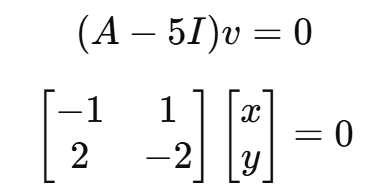 (A − 5I)v = 0
[−1 1] [x]
[2 −2] [y] = 0